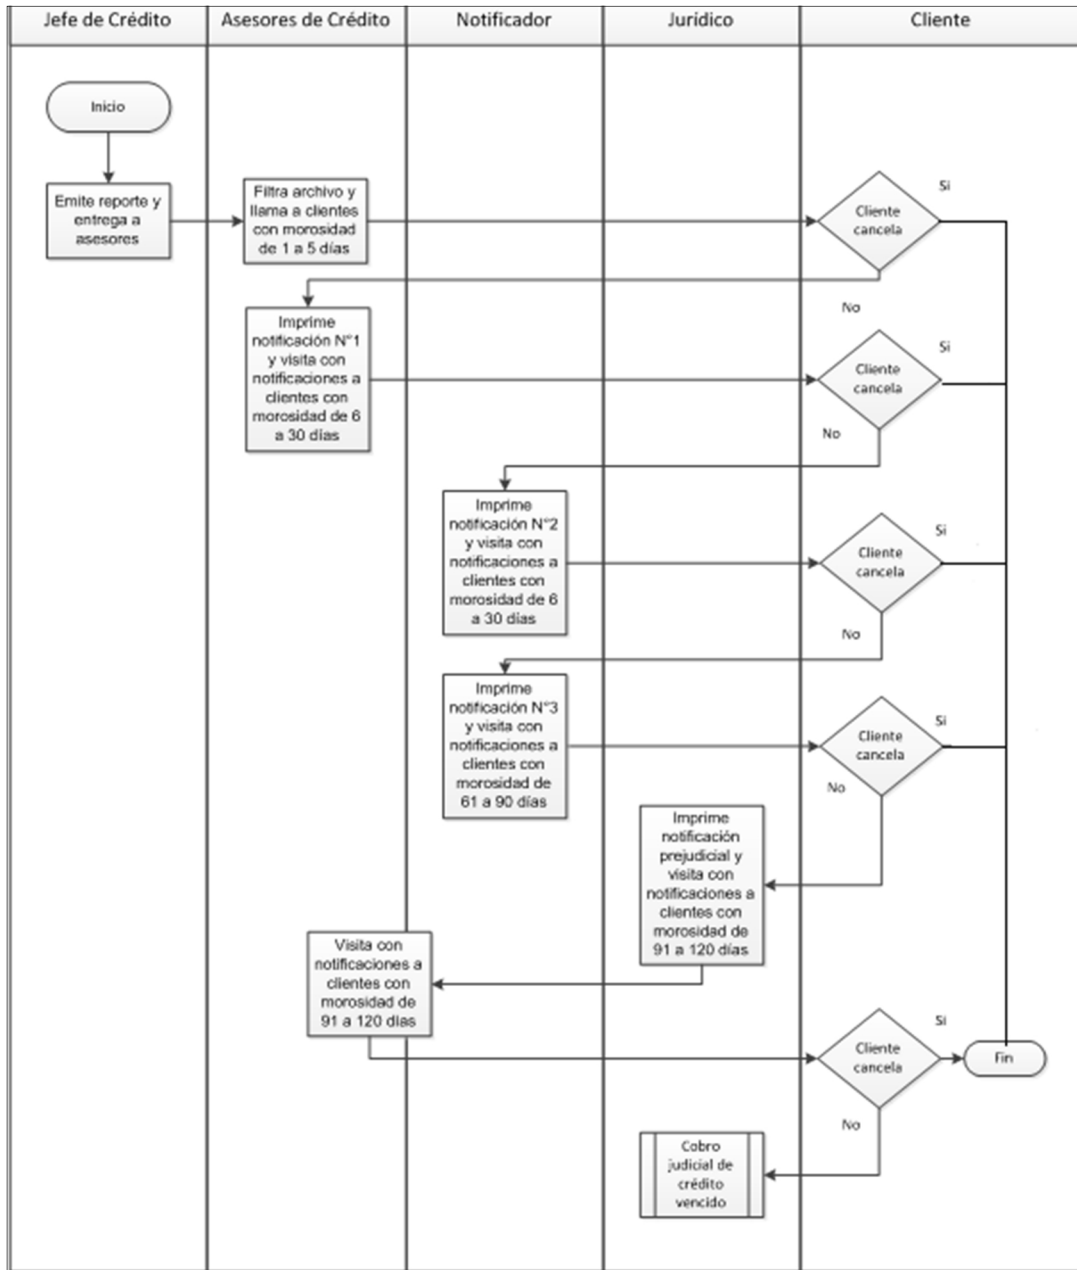 Jefe de Crédito
Asesores de Crédito
Notificador
Jurídico
Cliente
Inicio
Emite reporte y
entrega a
asesores
Filtra archivo y
llama a clientes
con morosidad
de 1 a 5 días
Cliente
cancela
Si
No
Imprime
notificación N°1
y visita con
notificaciones a
clientes con
morosidad de 6
a 30 días
Cliente
cancela
Si
No
Imprime
notificación N°2
y visita con
notificaciones a
clientes con
morosidad de 6
a 30 días
Cliente
cancela
Si
No
Imprime
notificación N°3
y visita con
notificaciones a
clientes con
morosidad de
61 a 90 días
Cliente
cancela
Si
No
Imprime
notificación
prejudicial y
visita con
notificaciones a
clientes con
morosidad de
91 a 120 días
Visita con
notificaciones a
clientes con
morosidad de
91 a 120 días
Cliente
cancela
Si
Fin
No
Cobro
judicial de
crédito
vencido